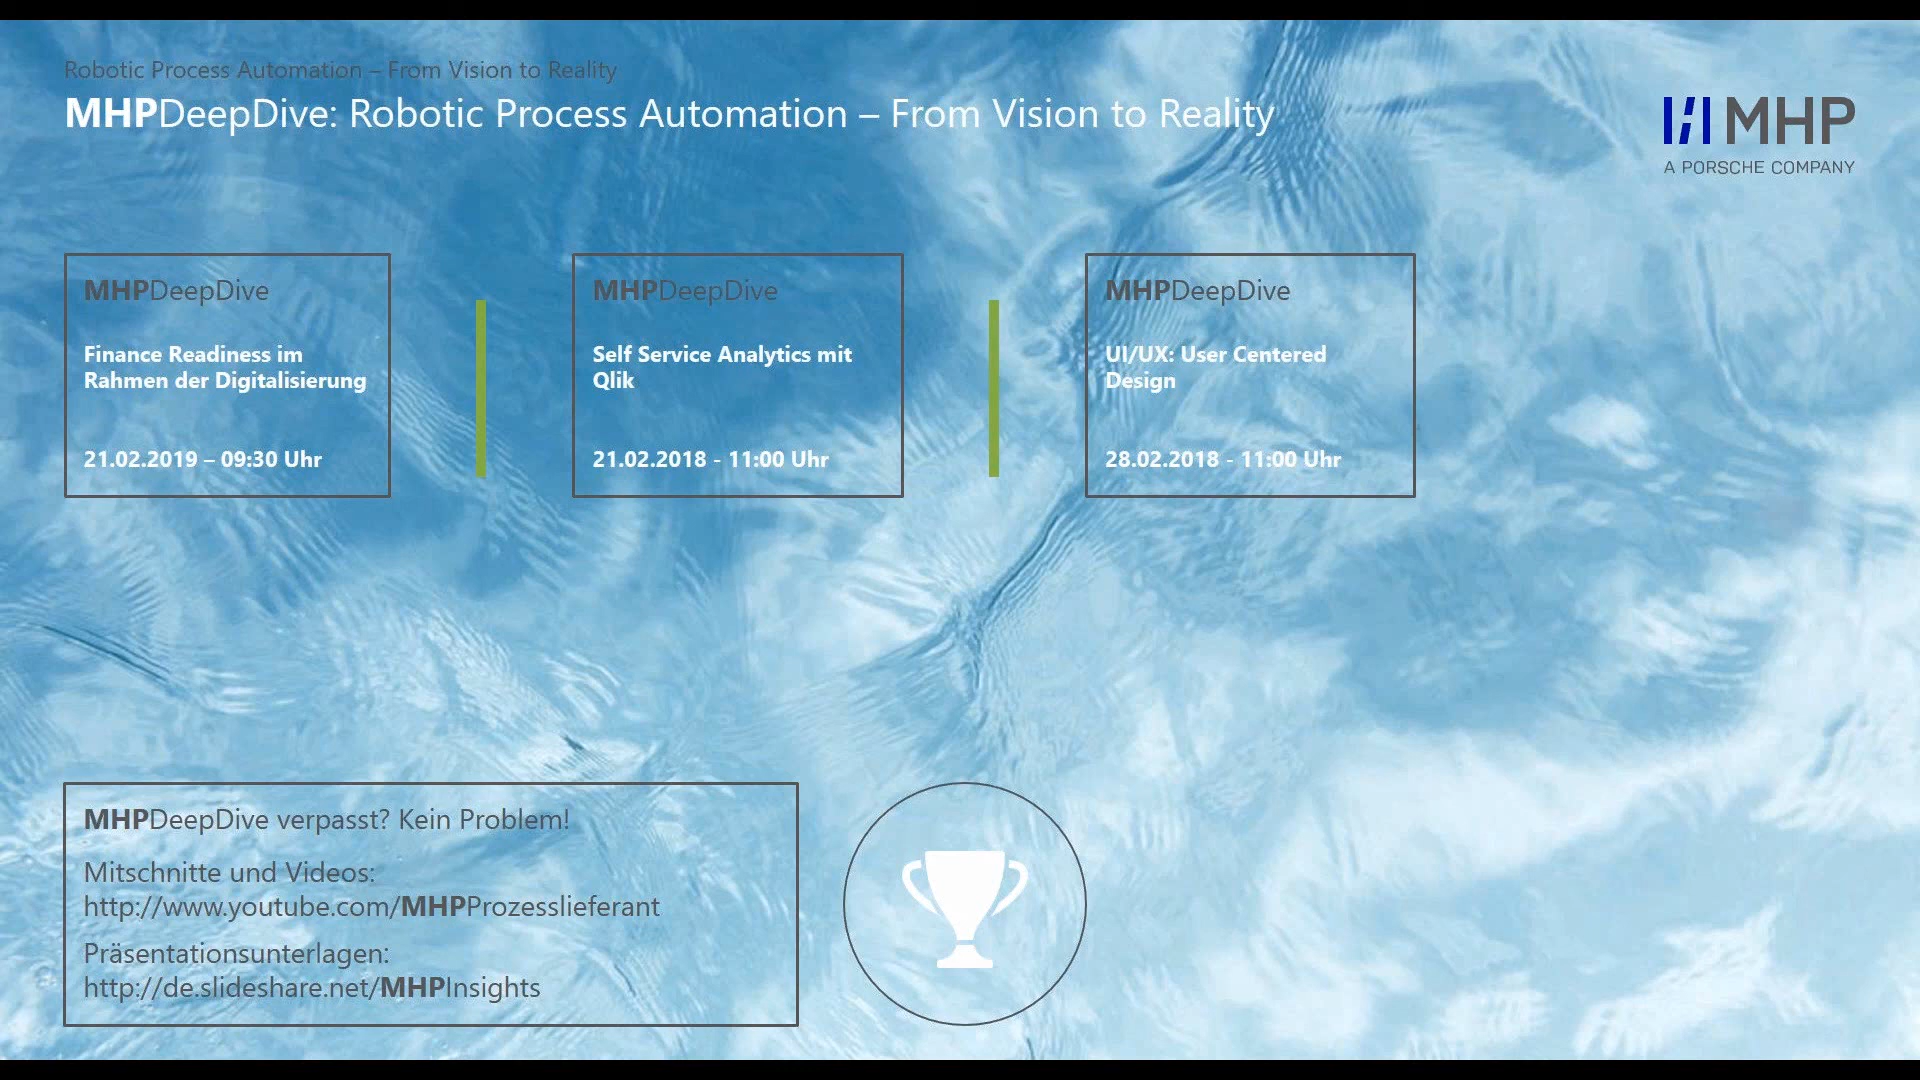 Robotic Process Automation – From Vision to Reality
MHPDeepDive: Robotic Process Automation – From Vision to Reality
MHP
A PORSCHE COMPANY
MHPDeepDive
Finance Readiness im
Rahmen der Digitalisierung
21.02.2019 – 09:30 Uhr
MHPDeepDive
Self Service Analytics mit
Qlik
21.02.2018 - 11:00 Uhr
MHPDeepDive
UI/UX: User Centered
Design
28.02.2018 - 11:00 Uhr
MHPDeepDive verpasst? Kein Problem!
Mitschnitte und Videos:
http://www.youtube.com/MHPProzesslieferant
Präsentationsunterlagen:
http://de.slideshare.net/MHPInsights